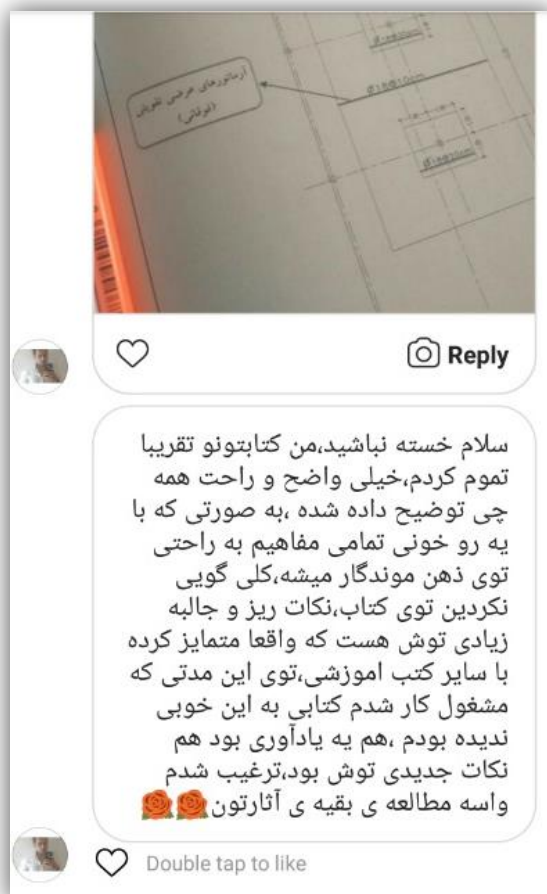 آرماتورهای عرضی تقویتی
(فوقانی)
Reply
سلام خسته نباشید،من کتابتونو تقریبا
تموم کردم،خیلی واضح و راحت همه
چی توضیح داده شده ،به صورتی که با
یه رو خونی تمامی مفاهیم به راحتی
توی ذهن موندگار میشه،کلی گویی
نکردین توی کتاب،نکات ریز و جالبه
زیادی توش هست که واقعا متمایز کرده
با سایر کتب اموزشی،توی این مدتی که
مشغول کار شدم کتابی به این خوبی
ندیده بودم ،هم یه یادآوری بود هم
نکات جدیدی توش بود،ترغیب شدم
واسه مطالعه ی بقیه ی آثارتون🌹🌹
Double tap to like